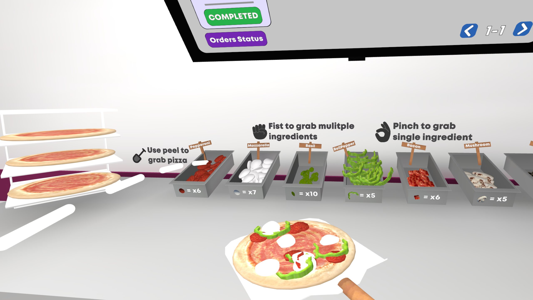 COMPLETED
Orders Status
1-1
Fist to grab mulitple
ingredients
Pinch to grab
single ingredient
Use peel to
grab pizza
= x6
= x7
= x10
= x5
= x6
= x5